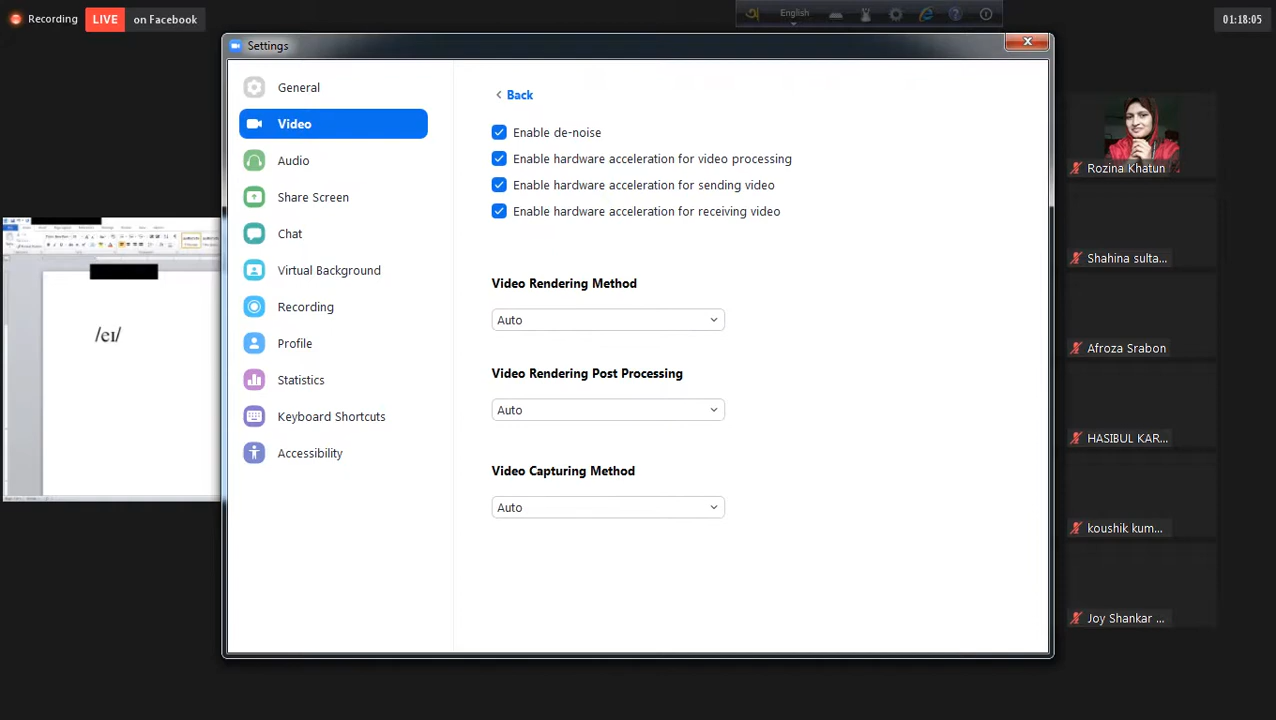 Recording
LIVE
on Facebook
English
01:18:05
Settings
General
Video
Audio
Share Screen
Chat
Virtual Background
Recording
Profile
Statistics
Keyboard Shortcuts
Accessibility
Back
Enable de-noise
Enable hardware acceleration for video processing
Enable hardware acceleration for sending video
Enable hardware acceleration for receiving video
Video Rendering Method
Auto
Video Rendering Post Processing
Auto
Video Capturing Method
Auto
/eɪ/
Rozina Khatun
Shahina sulta...
Afroza Srabon
HASIBUL KAR...
koushik kum...
Joy Shankar ...